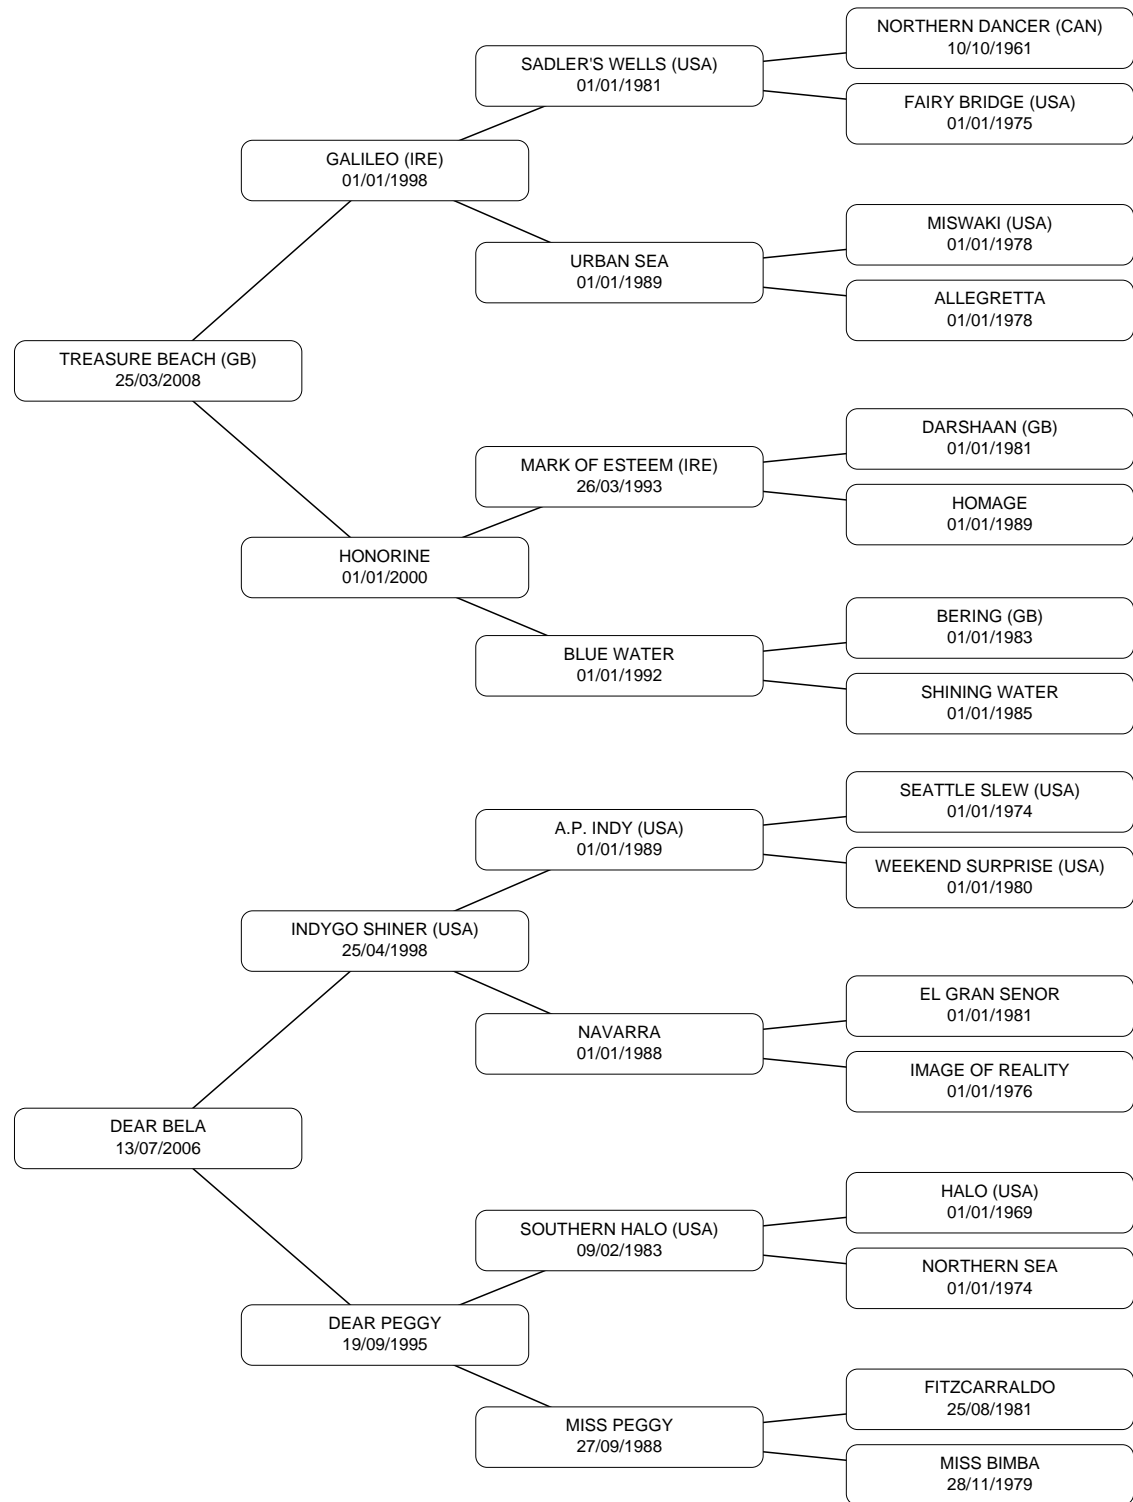 NORTHERN DANCER (CAN)
10/10/1961
SADLER'S WELLS (USA)
01/01/1981
FAIRY BRIDGE (USA)
01/01/1975
GALILEO (IRE)
01/01/1998
MISWAKI (USA)
01/01/1978
URBAN SEA
01/01/1989
ALLEGRETTA
01/01/1978
TREASURE BEACH (GB)
25/03/2008
DARSHAAN (GB)
01/01/1981
MARK OF ESTEEM (IRE)
26/03/1993
HOMAGE
01/01/1989
HONORINE
01/01/2000
BERING (GB)
01/01/1983
BLUE WATER
01/01/1992
SHINING WATER
01/01/1985
SEATTLE SLEW (USA)
01/01/1974
A.P. INDY (USA)
01/01/1989
WEEKEND SURPRISE (USA)
01/01/1980
INDYGO SHINER (USA)
25/04/1998
EL GRAN SENOR
01/01/1981
NAVARRA
01/01/1988
IMAGE OF REALITY
01/01/1976
DEAR BELA
13/07/2006
HALO (USA)
01/01/1969
SOUTHERN HALO (USA)
09/02/1983
NORTHERN SEA
01/01/1974
DEAR PEGGY
19/09/1995
FITZCARRALDO
25/08/1981
MISS PEGGY
27/09/1988
MISS BIMBA
28/11/1979